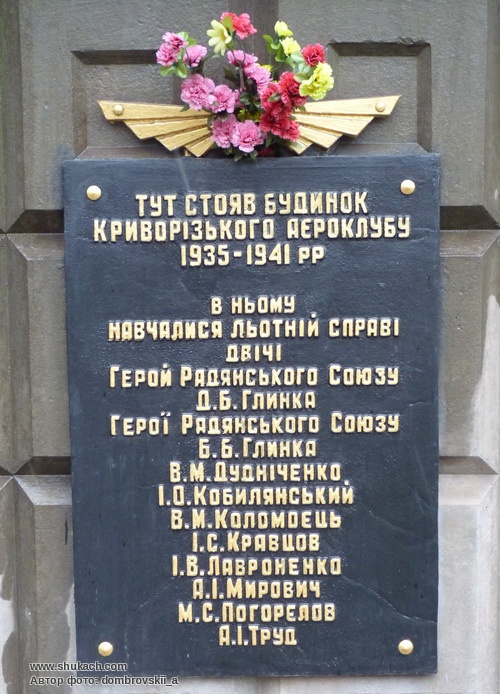 ТУТ СТОЯВ БУДИНОК
КРИВОРІЗЬКОГО АЕРОКЛУБУ
1935-1941 РР
В НЬОМУ
НАВЧАЛИСЯ ЛЬОТНІЙ СПРАВІ
ДВІЧІ
ГЕРОЙ РАДЯНСЬКОГО СОЮЗУ
Д.Б.ГЛИНКА
ГЕРОЇ РАДЯНСЬКОГО СОЮЗУ
Б.Б.ГЛИНКА
В.М.ДУДНІЧЕНКО
І.О.КОБИЛЯНСЬКИЙ
В.М.КОЛОМОЄЦЬ
І.С.КРАВЦОВ
І.В.ЛАВРОНЕНКО
А.І.МИРОВИЧ
М.С.ПОГОРЕЛОВ
А.І.ТРУД
www.shukach.com
Автор фото: dombrovskii_a